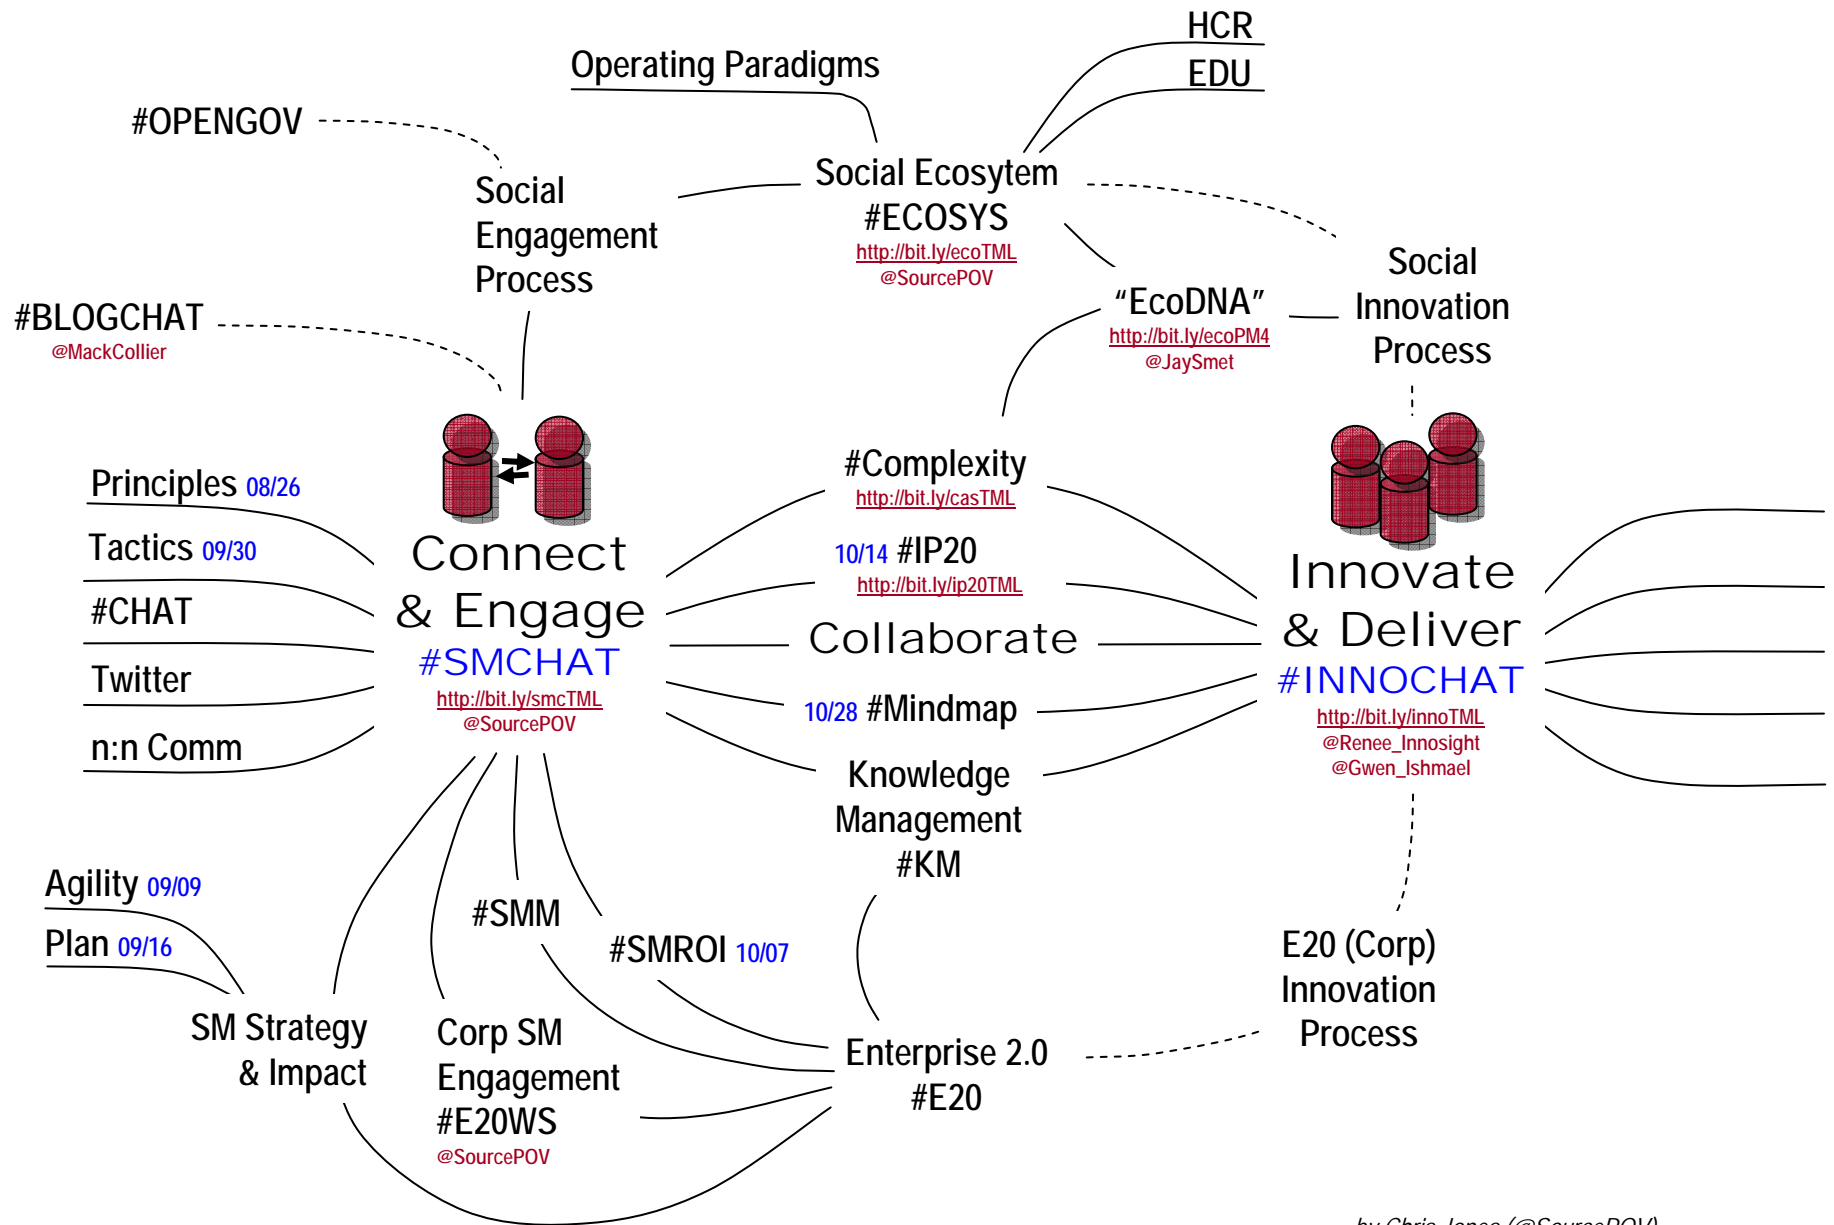 HCR
Operating Paradigms
EDU
#OPENGOV
Social Ecosytem
#ECOSYS
http://bit.ly/ecoTML
@SourcePOV
Social
Engagement
Process
Social
Innovation
Process
"EcoDNA"
http://bit.ly/ecoPM4
@JaySmet
#BLOGCHAT
@MackCollier
Principles 08/26
Tactics 09/30
#CHAT
Twitter
n:n Comm
Connect
& Engage
#SMCHAT
http://bit.ly/smcTML
@SourcePOV
#Complexity
http://bit.ly/casTML
10/14 #IP20
http://bit.ly/ip20TML
Collaborate
10/28 #Mindmap
Knowledge
Management
#KM
Innovate
& Deliver
#INNOCHAT
http://bit.ly/innoTML
@Renee_Innosight
@Gwen_Ishmael
Agility 09/09
Plan 09/16
#SMM
#SMROI 10/07
SM Strategy
& Impact
Corp SM
Engagement
#E20WS
@SourcePOV
Enterprise 2.0
#E20
E20 (Corp)
Innovation
Process
by Chris Jones (@SourcePOV)